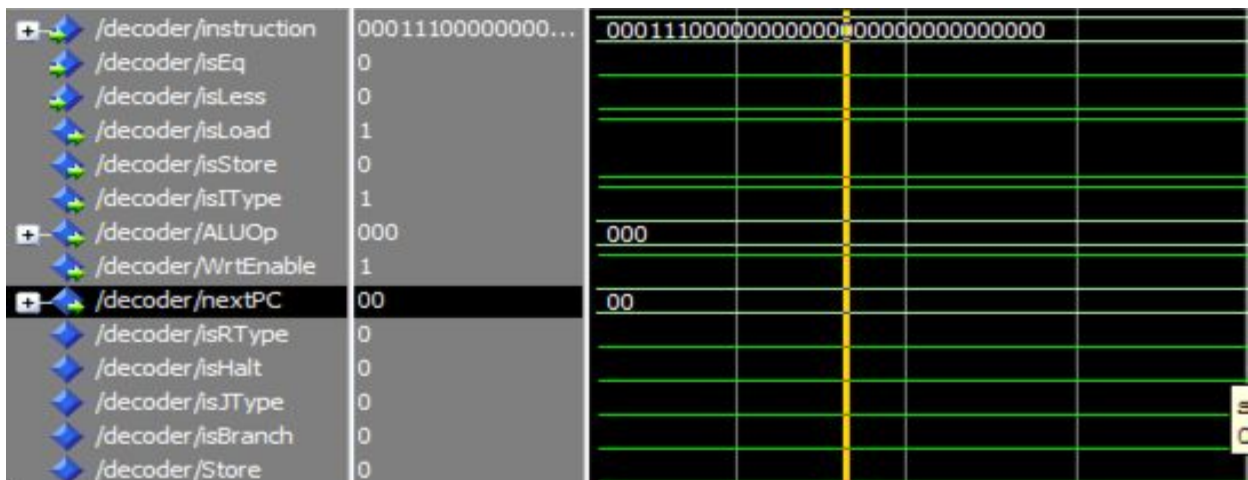 /decoder/instruction 00011100000000... 00011100000000000000000000000000
/decoder/isEq 0
/decoder/isLess 0
/decoder/isLoad 1
/decoder/isStore 0
/decoder/isIType 1
/decoder/ALUOp 000 000
/decoder/WrtEnable 1
/decoder/nextPC 00 00
/decoder/isRType 0
/decoder/isHalt 0
/decoder/isJType 0
/decoder/isBranch 0
/decoder/Store 0